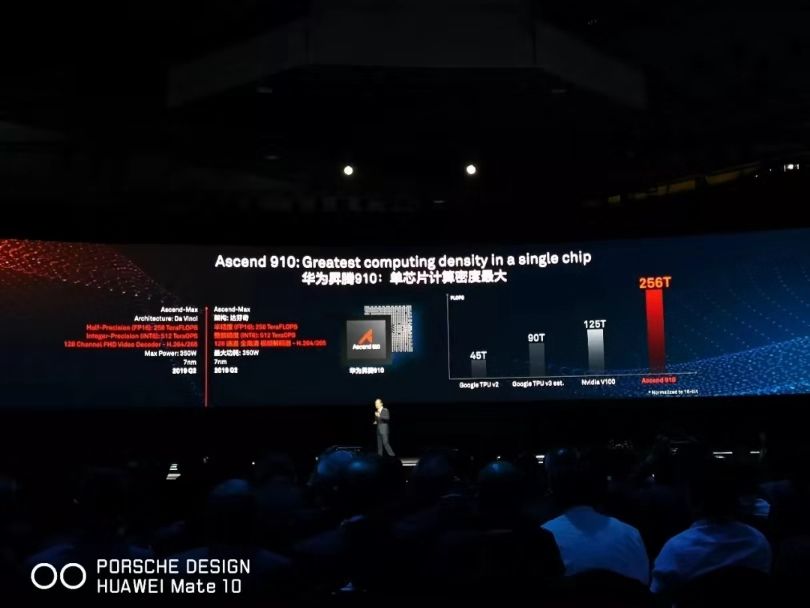 Ascend 910: Greatest computing density in a single chip
华为昇腾910：单芯片计算密度最大
Ascend-Max
Architecture: Da Vinci
Half-Precision (FP16): 256 TeraFLOPS
Integer-Precision (INT8): 512 TeraOPS
128 Channel FHD Video Decoder - H.264/265
Max Power: 350W
7nm
2019 Q2
Ascend-Max
架构: 达芬奇
半精度 (FP16): 256 TeraFLOPS
整数精度 (INT8): 512 TeraOPS
128 通道 全高清 视频解码器 - H.264/265
最大功耗: 350W
7nm
2019 Q2
Ascend 910
华为昇腾910
FLOPS
45T
90T
125T
256T
Google TPU v2
Google TPU v3 est.
Nvidia V100
Ascend 910
* Normalized to 16-bit
PORSCHE DESIGN
HUAWEI Mate 10